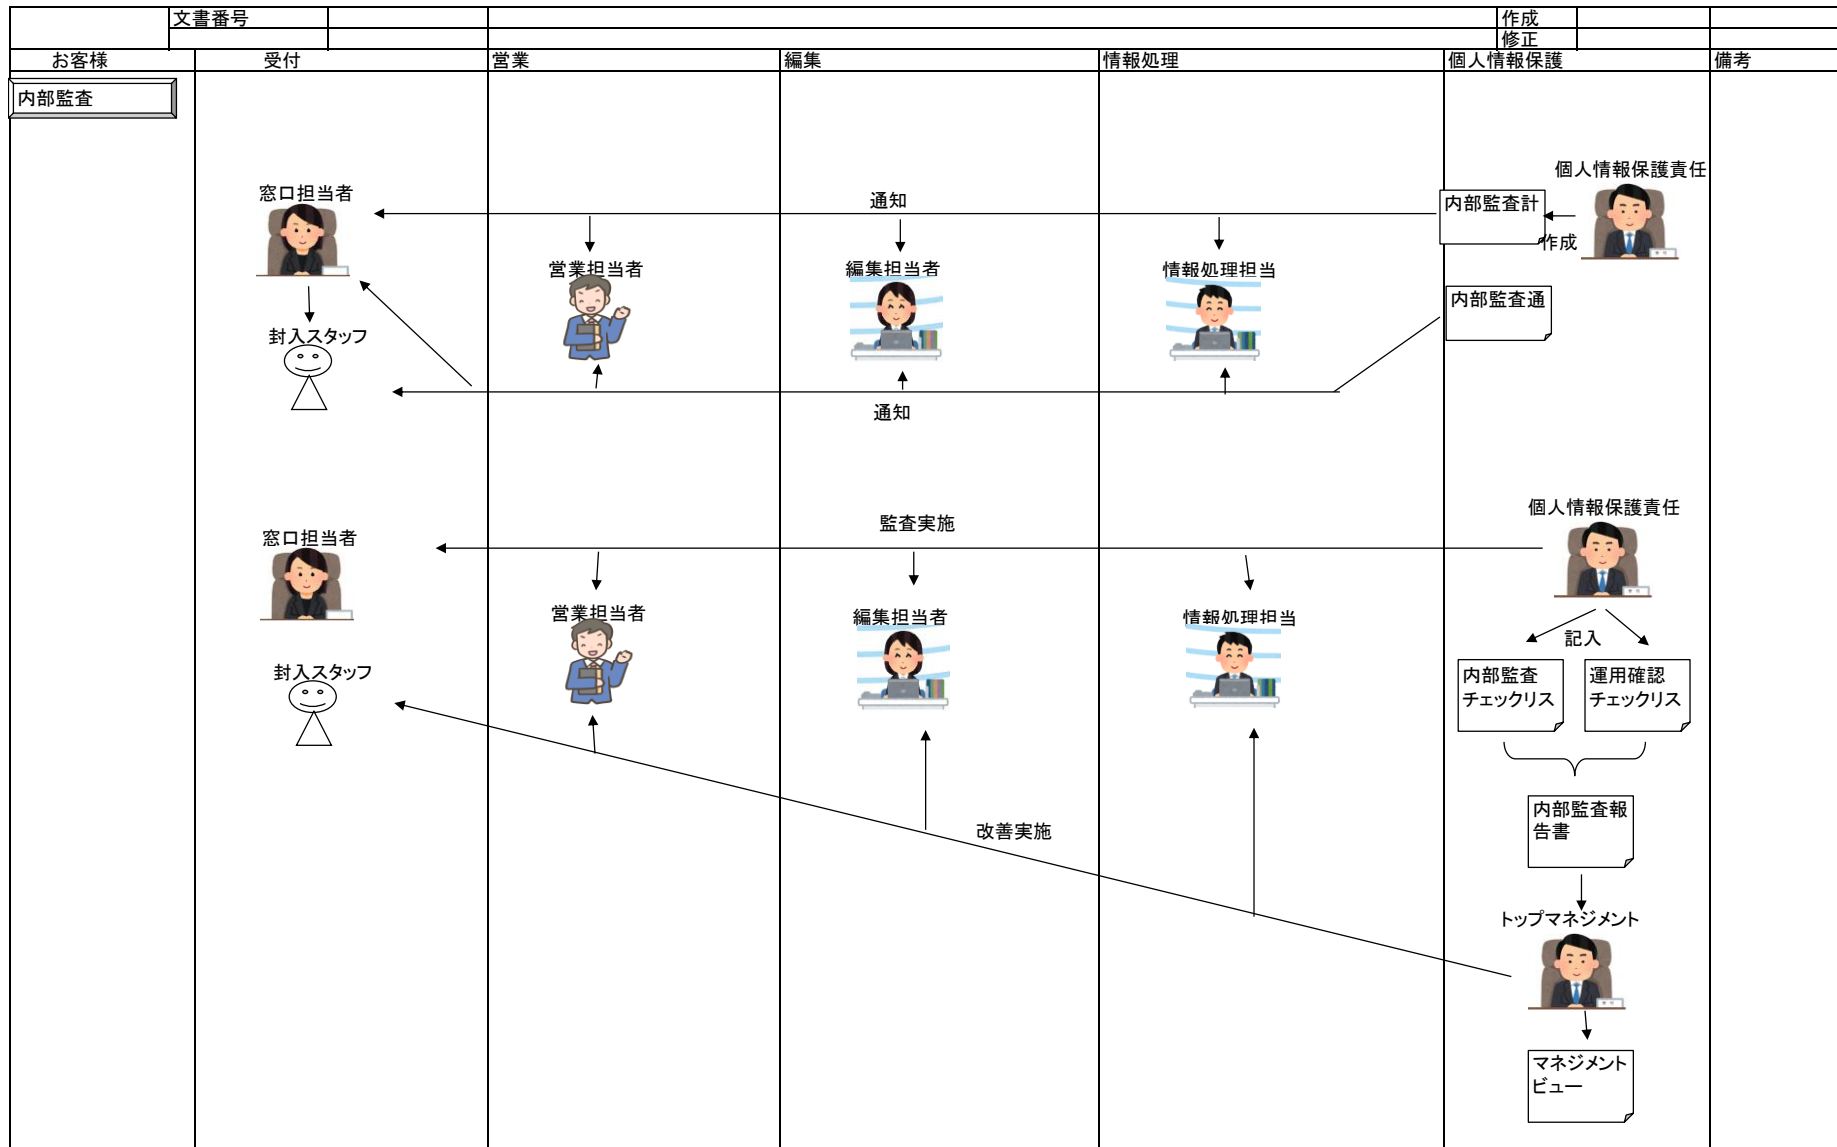 文書番号
作成
修正
お客様
受付
営業
編集
情報処理
個人情報保護
備考
内部監査
個人情報保護責任
窓口担当者
通知
内部監査計
作成
営業担当者
編集担当者
情報処理担当
内部監査通
封入スタッフ
通知
個人情報保護責任
監査実施
窓口担当者
営業担当者
編集担当者
情報処理担当
記入
封入スタッフ
内部監査
チェックリス
運用確認
チェックリス
内部監査報
告書
改善実施
トップマネジメント
マネジメント
ビュー